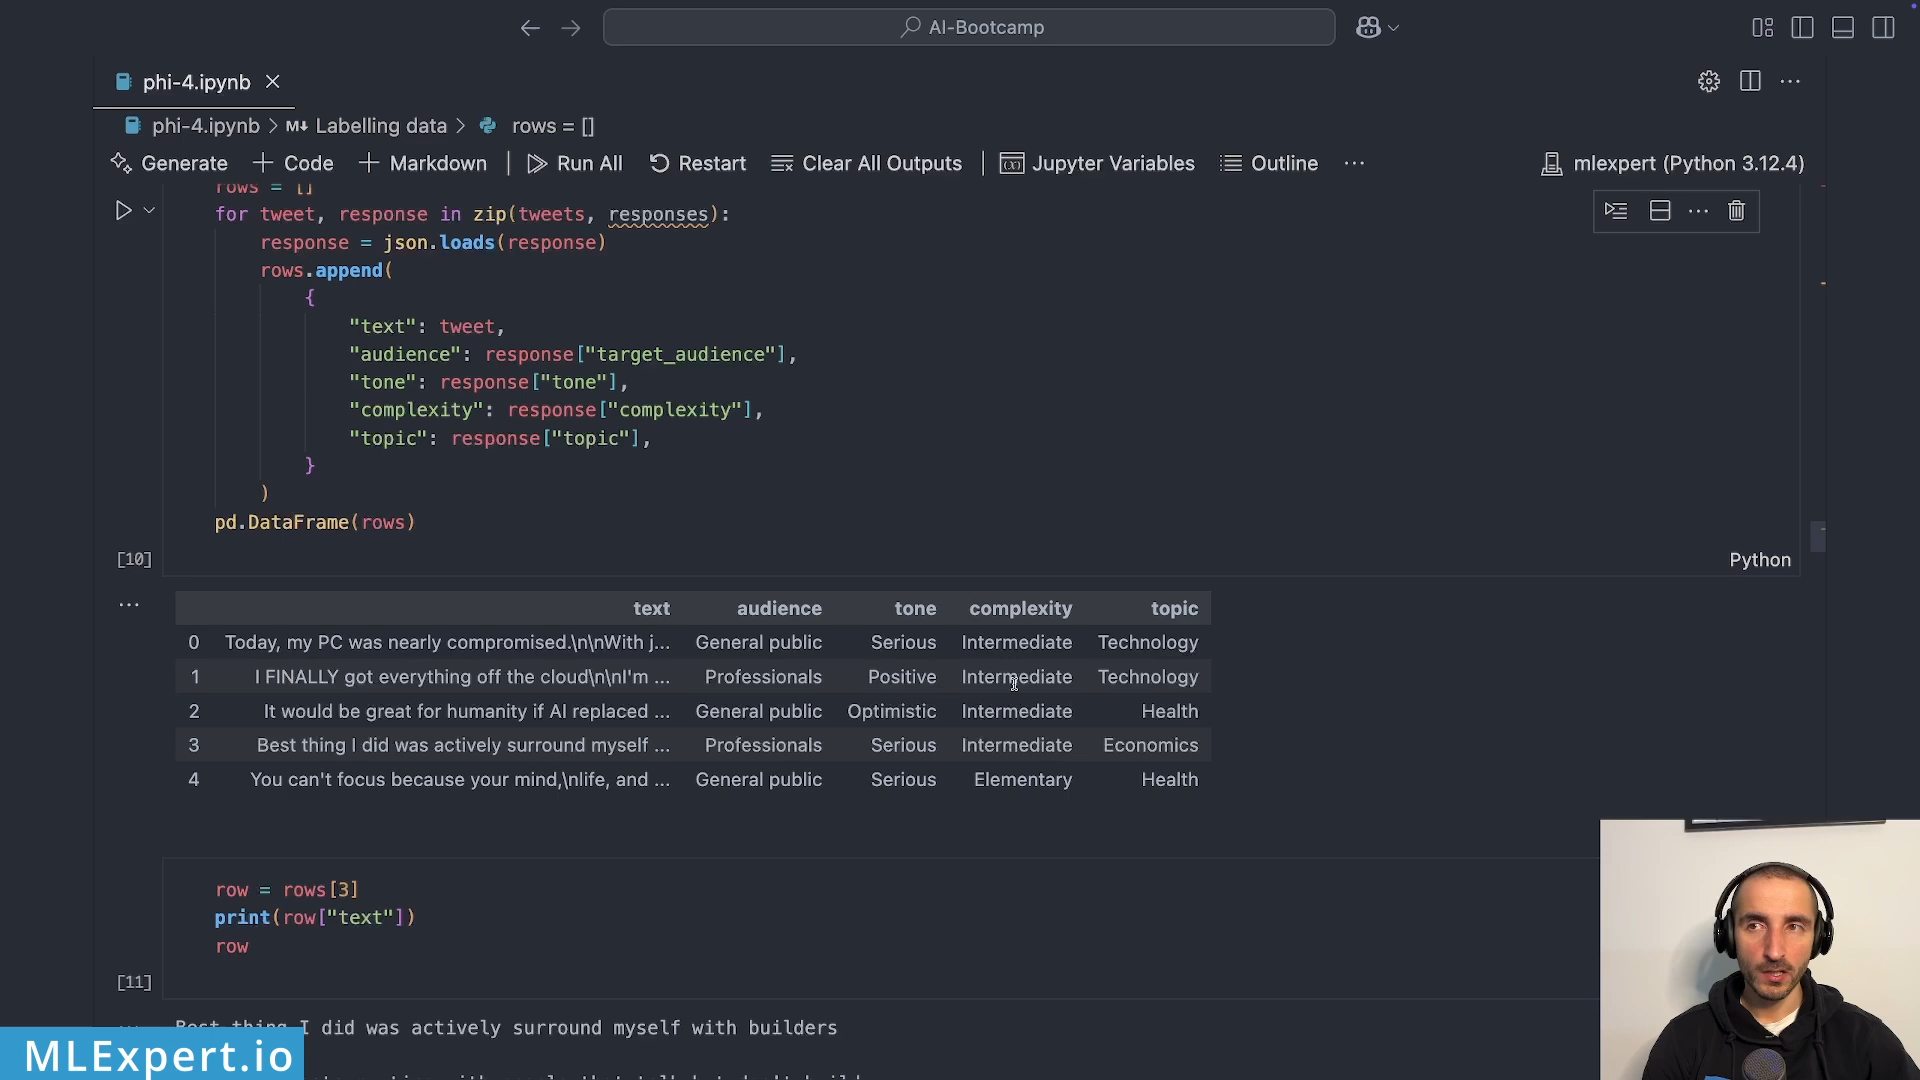 AI-Bootcamp
phi-4.ipynb
phi-4.ipynb > M↓ Labelling data > rows = []
Generate + Code + Markdown | Run All Restart Clear All Outputs | Jupyter Variables Outline ... mlexpert (Python 3.12.4)
rows = []
for tweet, response in zip(tweets, responses):
response = json.loads(response)
rows.append(
{
"text": tweet,
"audience": response["target_audience"],
"tone": response["tone"],
"complexity": response["complexity"],
"topic": response["topic"],
}
)
pd.DataFrame(rows)
[10]
Python
text audience tone complexity topic
0 Today, my PC was nearly compromised.\n\nWith j... General public Serious Intermediate Technology
1 I FINALLY got everything off the cloud\n\nI'm ... Professionals Positive Intermediate Technology
2 It would be great for humanity if AI replaced ... General public Optimistic Intermediate Health
3 Best thing I did was actively surround myself ... Professionals Serious Intermediate Economics
4 You can't focus because your mind,\nlife, and ... General public Serious Elementary Health
row = rows[3]
print(row["text"])
row
[11]
Best thing I did was actively surround myself with builders
MLExpert.io